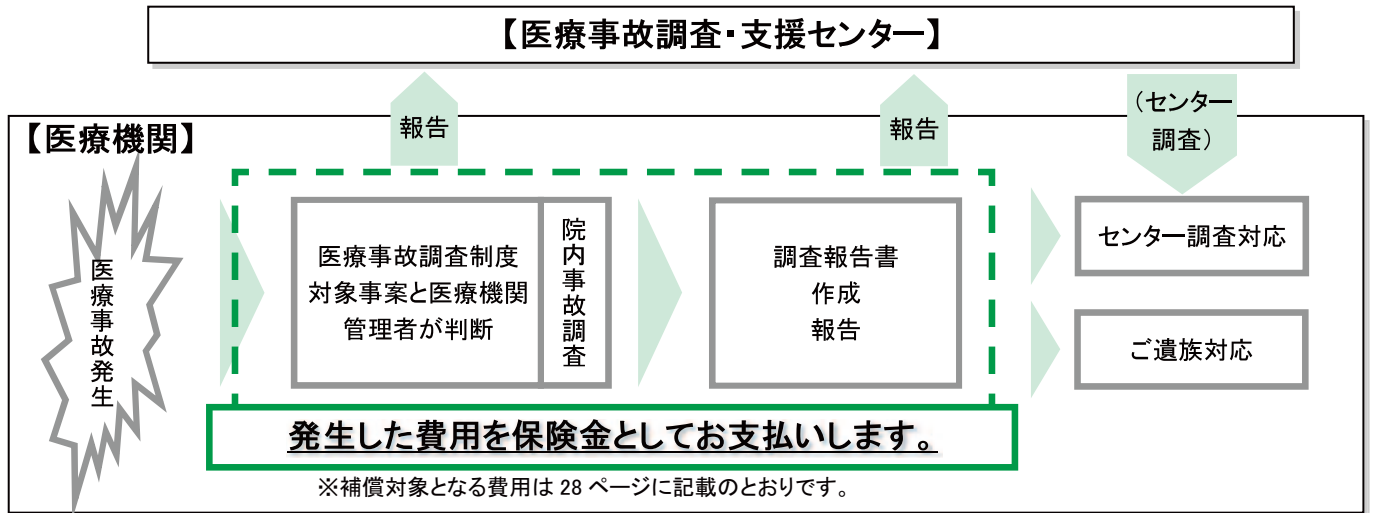 【医療事故調査・支援センター】
報告
報告
（センター
調査）
【医療機関】
医療事故発生
医療事故調査制度
対象事案と医療機関
管理者が判断
院内事故調査
調査報告書
作成
報告
センター調査対応
ご遺族対応
発生した費用を保険金としてお支払いします。
※補償対象となる費用は 28 ページに記載のとおりです。